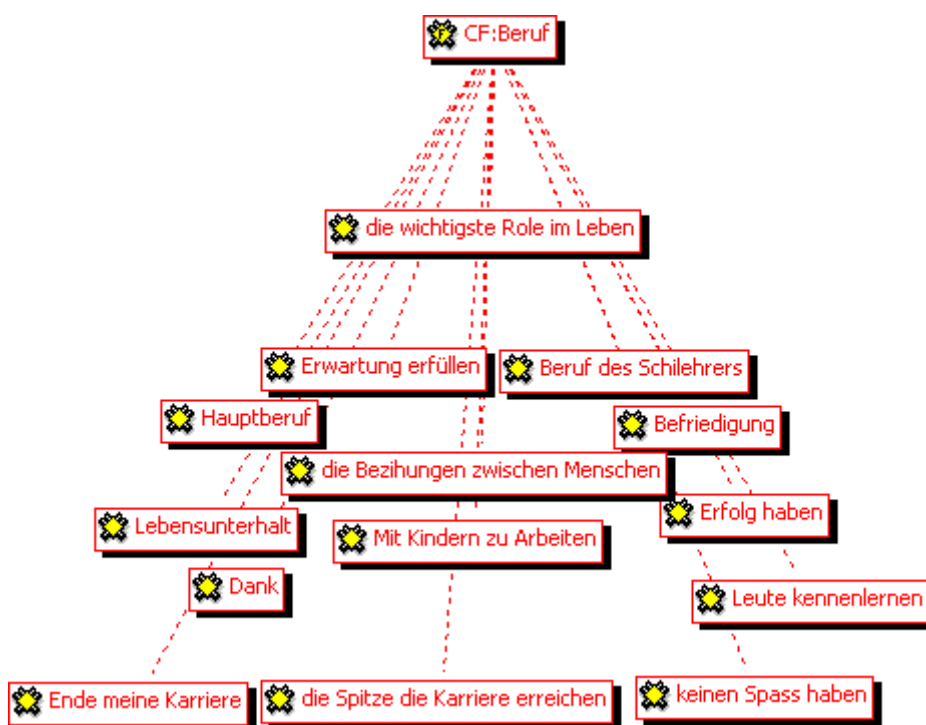 CF:Beruf
die wichtigste Role im Leben
Erwartung erfüllen
Beruf des Schilehrers
Hauptberuf
Befriedigung
die Bezihungen zwischen Menschen
Erfolg haben
Lebensunterhalt
Mit Kindern zu Arbeiten
Dank
Leute kennenlernen
Ende meine Karriere
die Spitze die Karriere erreichen
keinen Spass haben